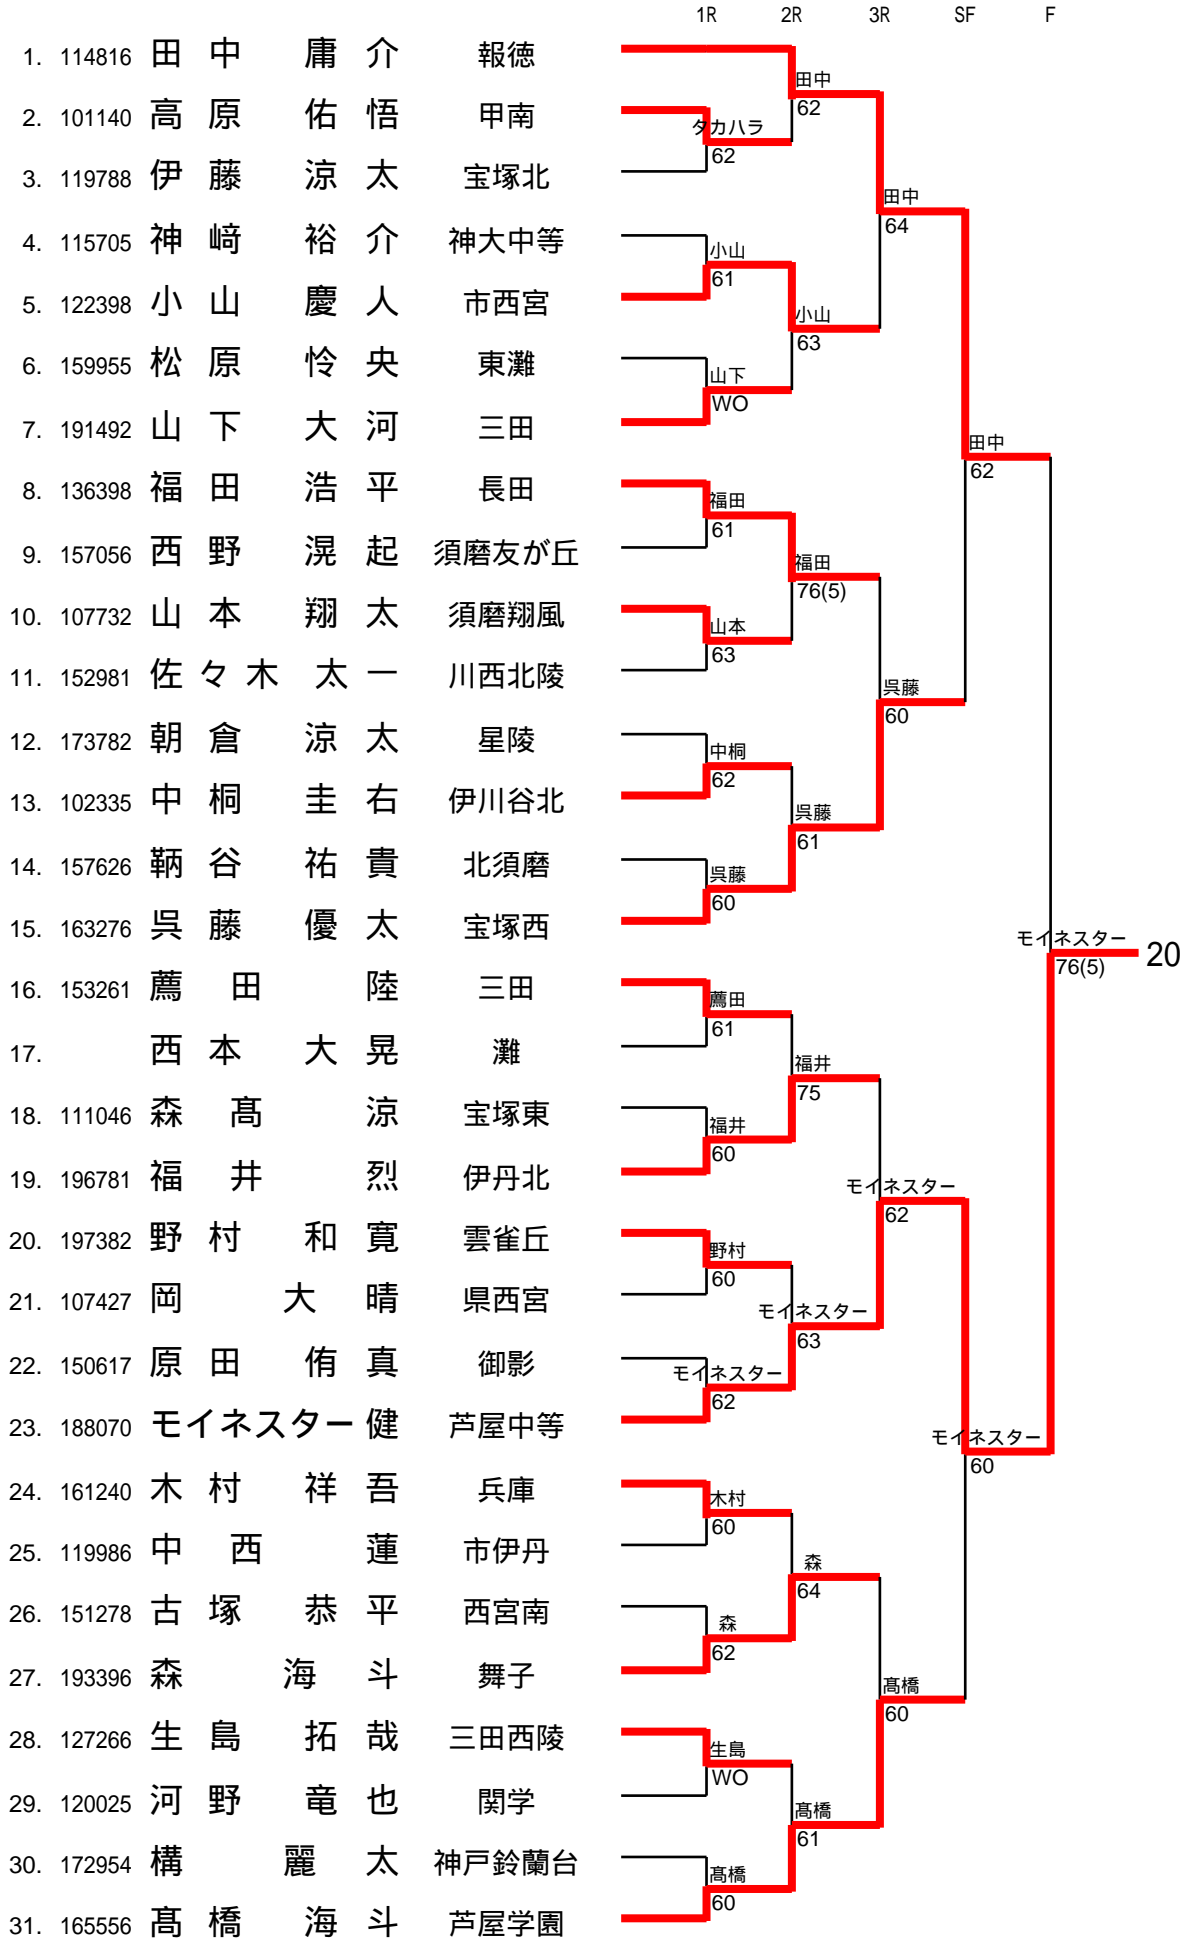 1R 2R 3R SF F
1. 114816 田中 庸介 報徳
田中
62
2. 101140 高原 佑悟 甲南
タカハラ
62
3. 119788 伊藤 涼太 宝塚北
田中
64
4. 115705 神﨑 裕介 神大中等
小山
61
5. 122398 小山 慶人 市西宮
小山
63
6. 159955 松原 怜央 東灘
山下
WO
7. 191492 山下 大河 三田
田中
62
8. 136398 福田 浩平 長田
福田
61
9. 157056 西野 滉起 須磨友が丘
福田
76(5)
10. 107732 山本 翔太 須磨翔風
山本
63
11. 152981 佐々木 太一 川西北陵
呉藤
60
12. 173782 朝倉 涼太 星陵
中桐
62
13. 102335 中桐 圭右 伊川谷北
呉藤
61
14. 157626 鞆谷 祐貴 北須磨
呉藤
60
15. 163276 呉藤 優太 宝塚西
モイネスター
76(5)
20
16. 153261 薦田 陸 三田
薦田
61
17. 西本 大晃 灘
福井
75
18. 111046 森髙 涼 宝塚東
福井
60
19. 196781 福井 烈 伊丹北
モイネスター
62
20. 197382 野村 和寛 雲雀丘
野村
60
21. 107427 岡 大晴 県西宮
モイネスター
63
22. 150617 原田 侑真 御影
モイネスター
62
23. 188070 モイネスター健 芦屋中等
モイネスター
60
24. 161240 木村 祥吾 兵庫
木村
60
25. 119986 中西 蓮 市伊丹
森
64
26. 151278 古塚 恭平 西宮南
森
62
27. 193396 森 海斗 舞子
髙橋
60
28. 127266 生島 拓哉 三田西陵
生島
WO
29. 120025 河野 竜也 関学
髙橋
61
30. 172954 構 麗太 神戸鈴蘭台
髙橋
60
31. 165556 髙橋 海斗 芦屋学園